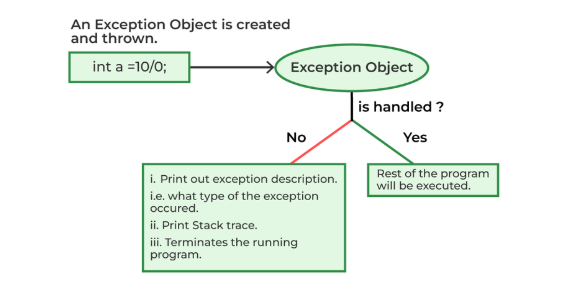 An Exception Object is created
and thrown.
int a =10/0;
Exception Object
is handled ?
No
Yes
i. Print out exception description.
i.e. what type of the exception
occured.
ii. Print Stack trace.
iii. Terminates the running
program.
Rest of the program
will be executed.